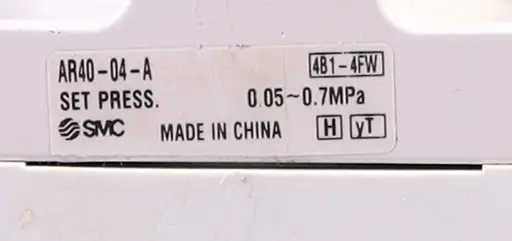 AR40-04-A 4B1-4FW
SET PRESS. 0.05~0.7MPa
SMC MADE IN CHINA H yT